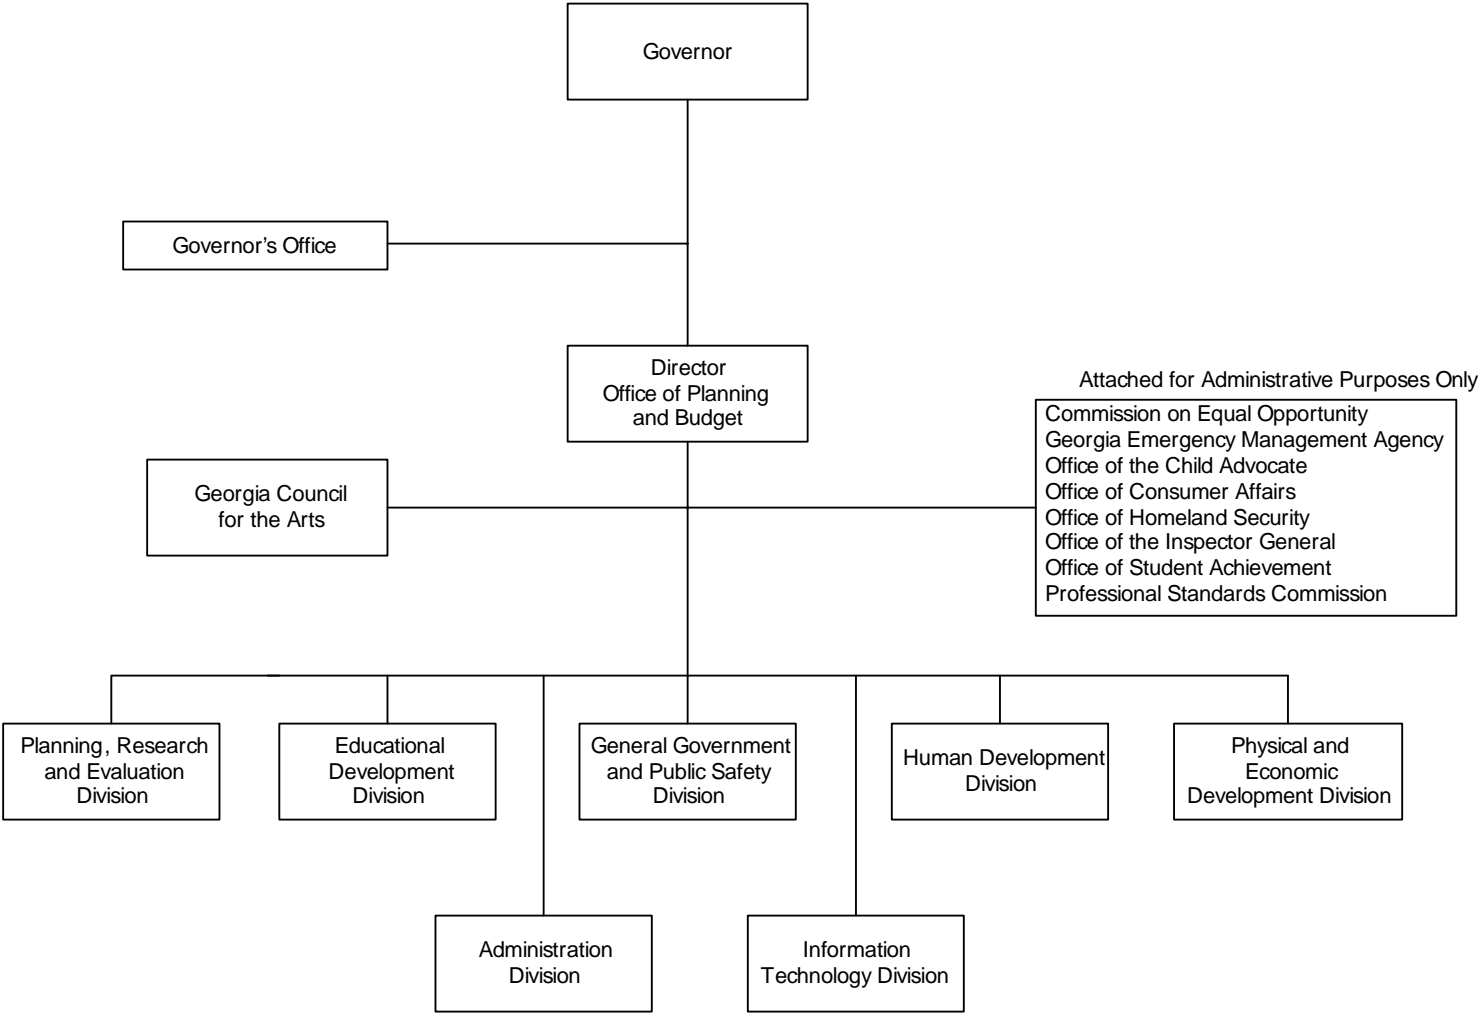 Governor
Governor's Office
Director
Office of Planning
and Budget
Attached for Administrative Purposes Only
Commission on Equal Opportunity
Georgia Emergency Management Agency
Office of the Child Advocate
Office of Consumer Affairs
Office of Homeland Security
Office of the Inspector General
Office of Student Achievement
Professional Standards Commission
Georgia Council
for the Arts
Planning, Research
and Evaluation
Division
Educational
Development
Division
General Government
and Public Safety
Division
Human Development
Division
Physical and
Economic
Development Division
Administration
Division
Information
Technology Division